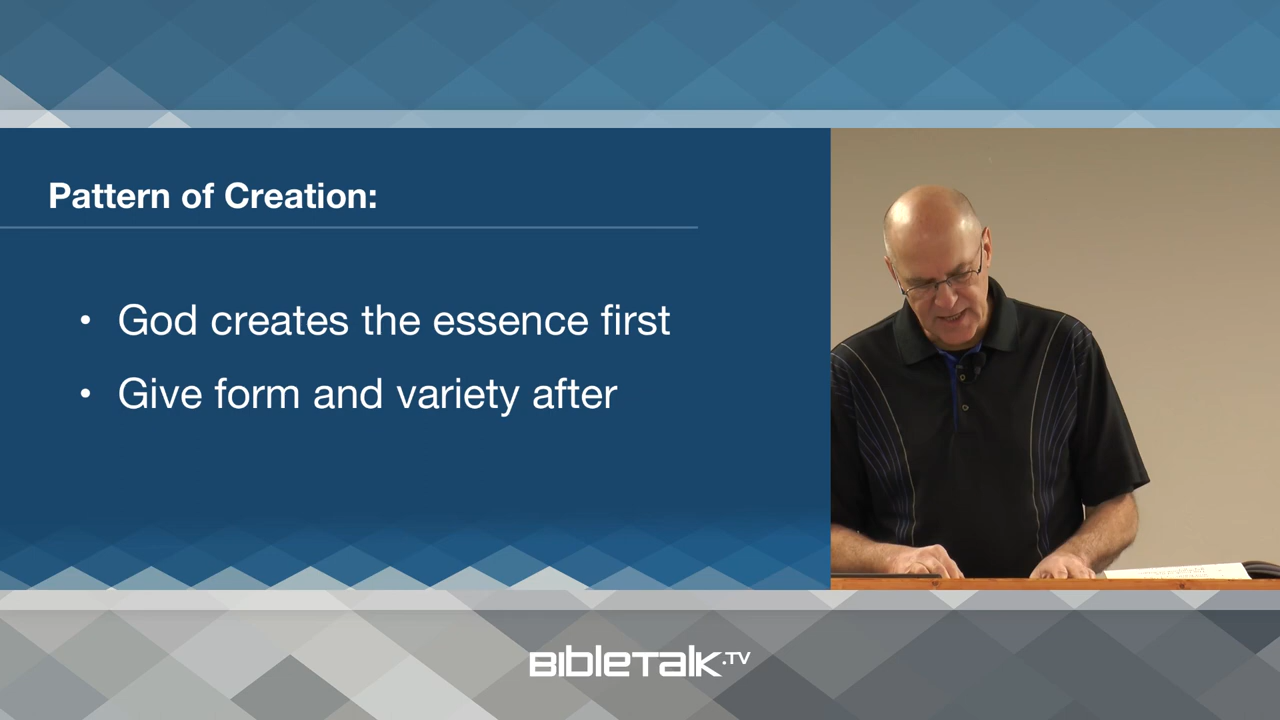 Pattern of Creation:
• God creates the essence first
• Give form and variety after
BibleTalk.TV